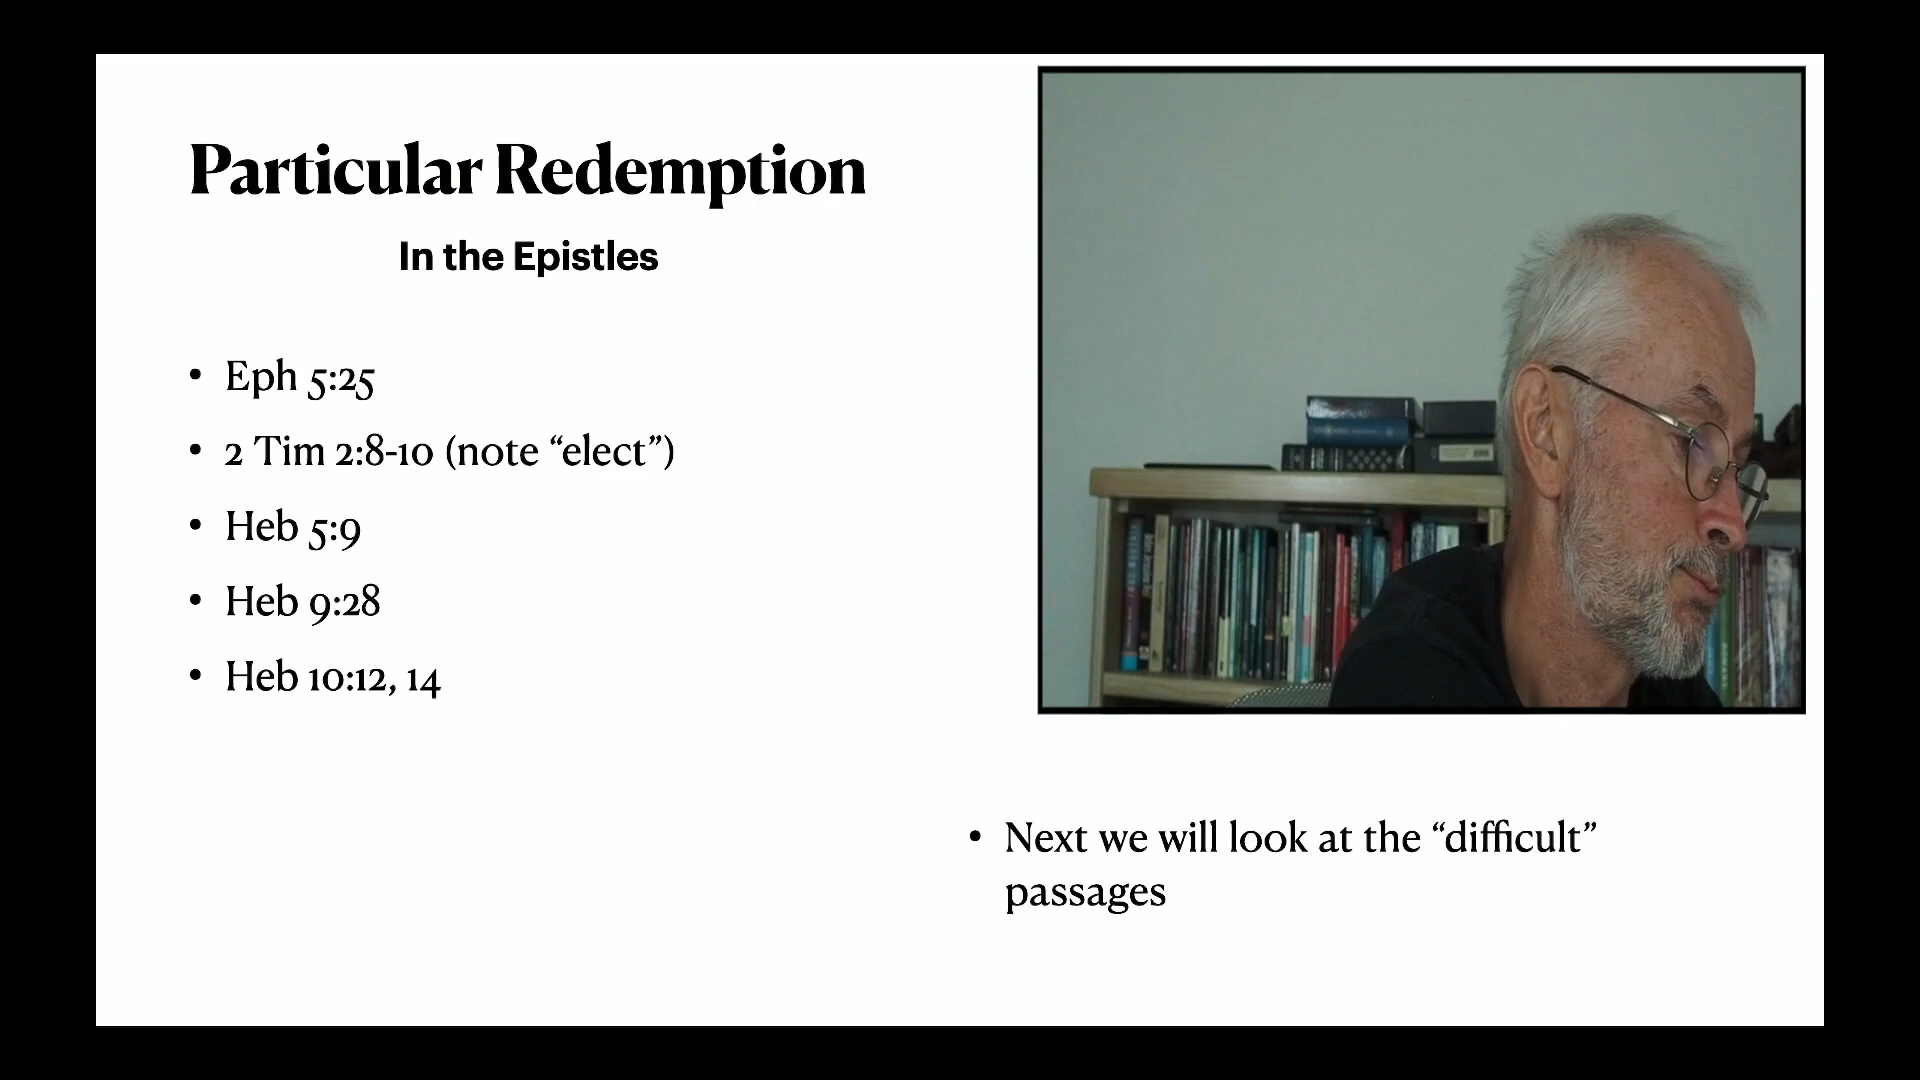 Particular Redemption
In the Epistles
• Eph 5:25
• 2 Tim 2:8-10 (note “elect”)
• Heb 5:9
• Heb 9:28
• Heb 10:12, 14
• Next we will look at the “difficult”
passages